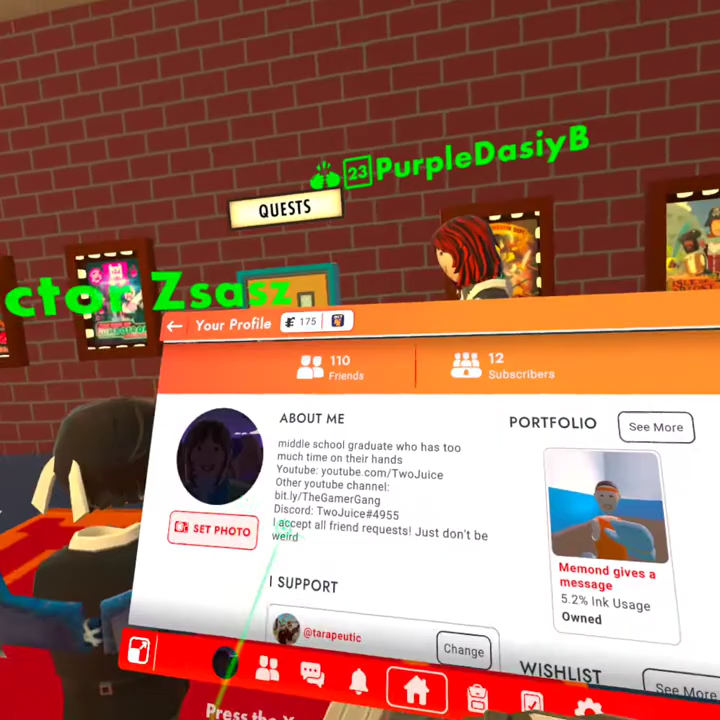 23 PurpleDasiyB
QUESTS
ctor Zsasz
Your Profile
175
110
Friends
12
Subscribers
ABOUT ME
middle school graduate who has too
much time on their hands
Youtube: youtube.com/TwoJuice
Other youtube channel:
bit.ly/TheGamerGang
Discord: TwoJuice#4955
I accept all friend requests! Just don't be
weird
SET PHOTO
PORTFOLIO
See More
Memond gives a
message
5.2% Ink Usage
Owned
I SUPPORT
@tarapeutic
Change
WISHLIST
See More
Press the